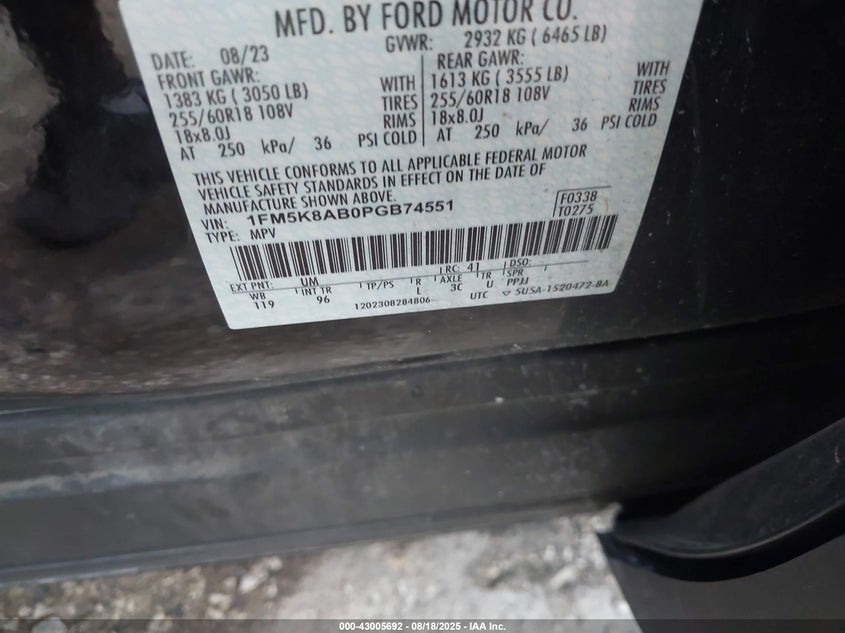 MFD. BY FORD MOTOR CO.
DATE: 08/23 GVWR: 2932 KG ( 6465 LB)
FRONT GAWR: REAR GAWR:
1383 KG ( 3050 LB) WITH 1613 KG ( 3555 LB) WITH
255/60R18 108V TIRES 255/60R18 108V TIRES
18x8.0J RIMS 18x8.0J RIMS
AT 250 kPa/ 36 PSI COLD AT 250 kPa/ 36 PSI COLD
THIS VEHICLE CONFORMS TO ALL APPLICABLE FEDERAL MOTOR
VEHICLE SAFETY STANDARDS IN EFFECT ON THE DATE OF
MANUFACTURE SHOWN ABOVE.
VIN: 1FM5K8AB0PGB74551 F0338
TYPE: MPV T0275
EXT PNT: UM RC: 41 DSO:
WB INT TR TP/PS R AXLE TR SPR
119 96 L 3C U PPJJ
1202308284806 UTC ▽ 5U5A-1520472-BA
000-43005692 - 08/18/2025 - IAA Inc.